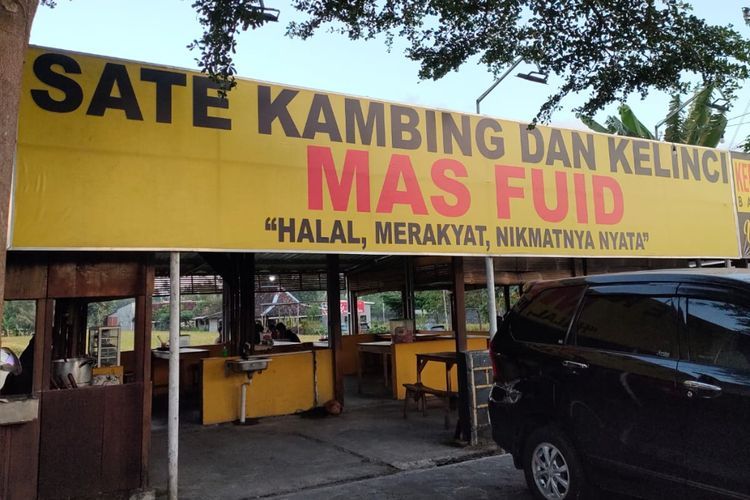 SATE KAMBING DAN KELiNCI
MAS FUID
"HALAL, MERAKYAT, NIKMATNYA NYATA"